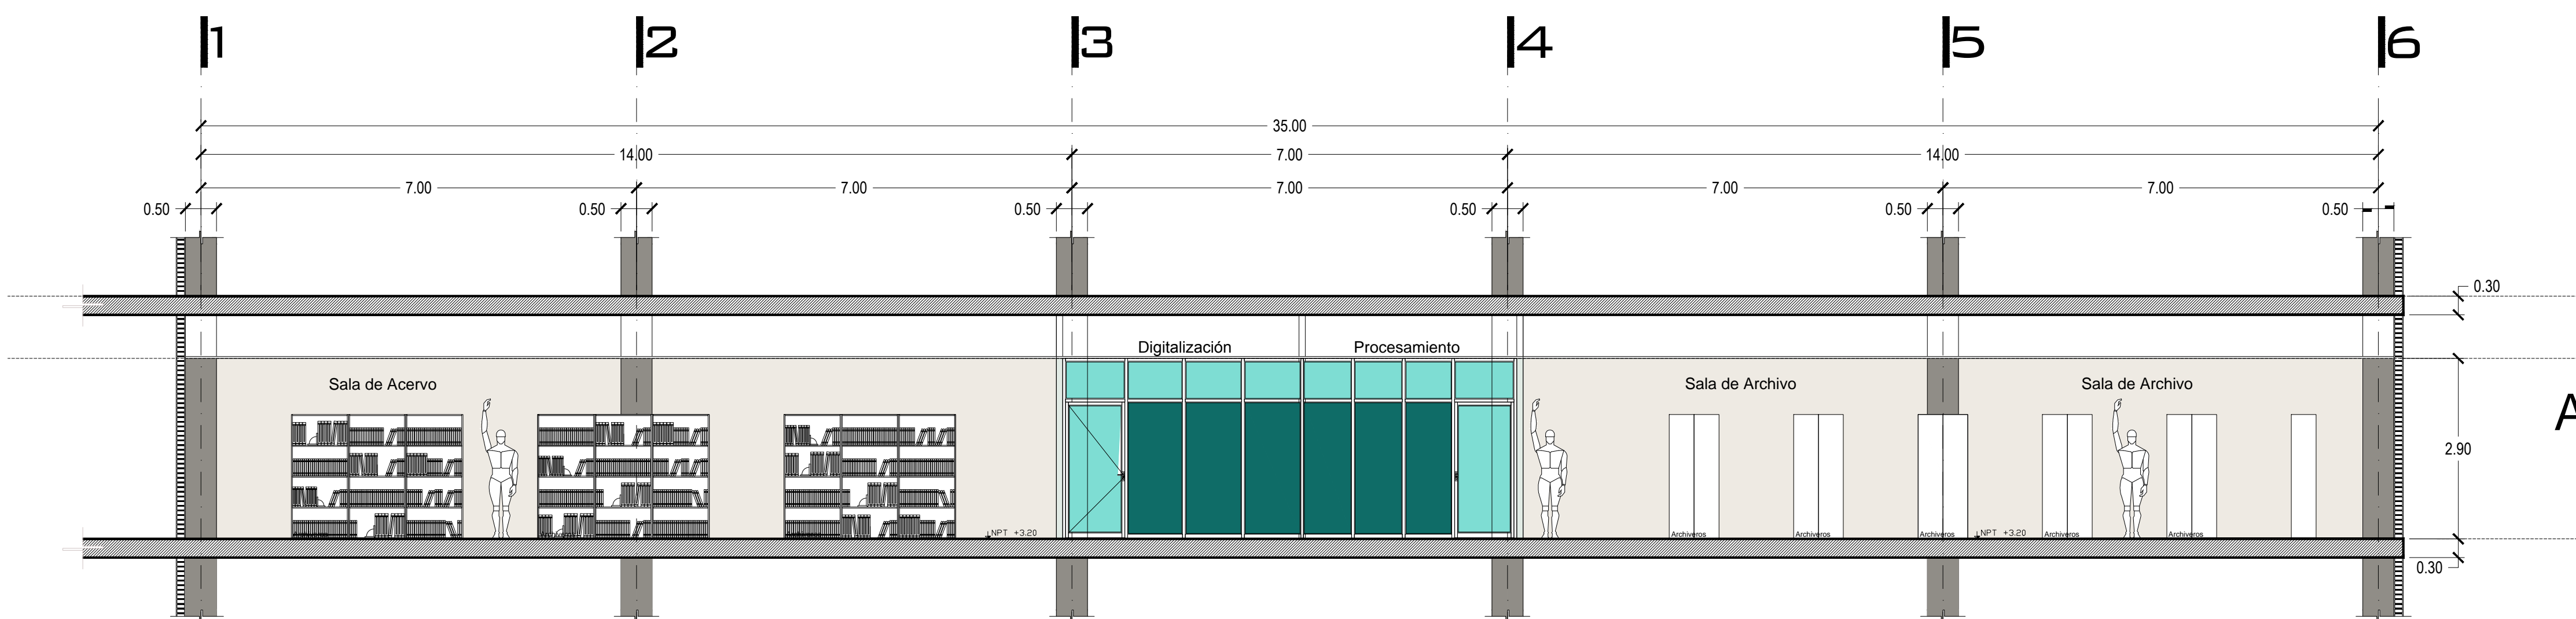 1 2 3 4 5 6
35.00
14.00 7.00 14.00
7.00 7.00 7.00 7.00 7.00
0.50 0.50 0.50 0.50 0.50 0.50
0.30
Digitalización Procesamiento
Sala de Acervo Sala de Archivo Sala de Archivo
A
2.90
NPT +3.20 Archiveros Archiveros Archiveros NPT +3.20 Archiveros Archiveros
0.30